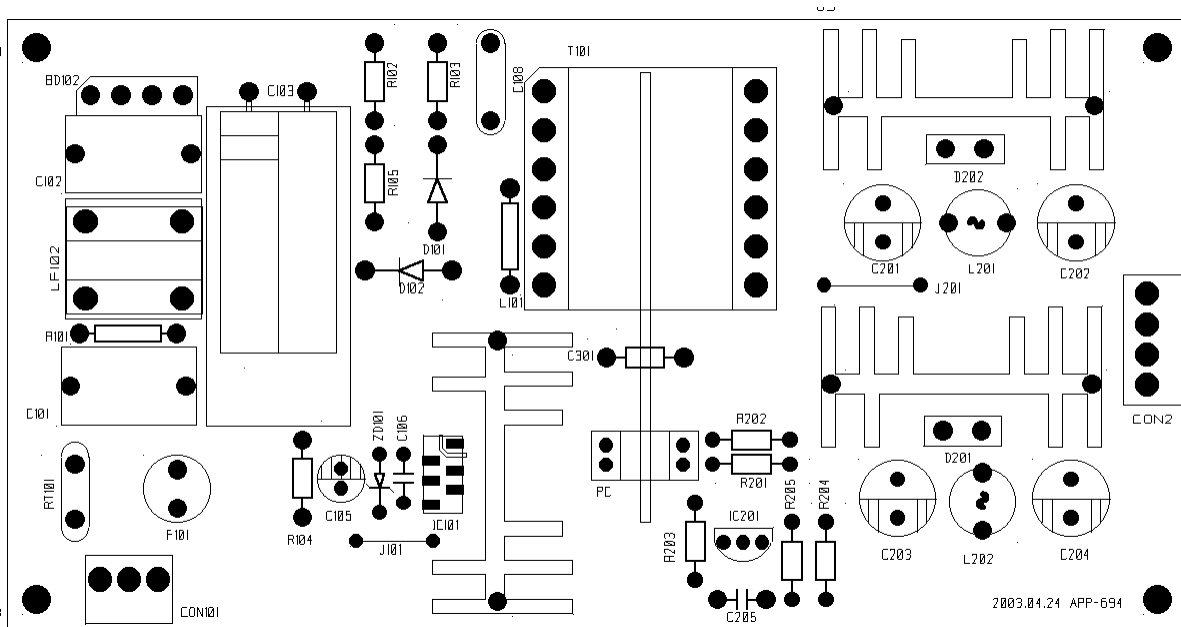 T101
BD102
C103
R102
R103
C108
C102
R105
D202
LF102
D101
C201
L201
C202
D102
L101
J201
R101
C301
C101
CON2
ZD101
C106
R202
D201
RT101
R201
R205
R204
PC
F101
C105
IC101
IC201
R104
J101
R203
C203
L202
C204
CON101
C205
2003.04.24 APP-694